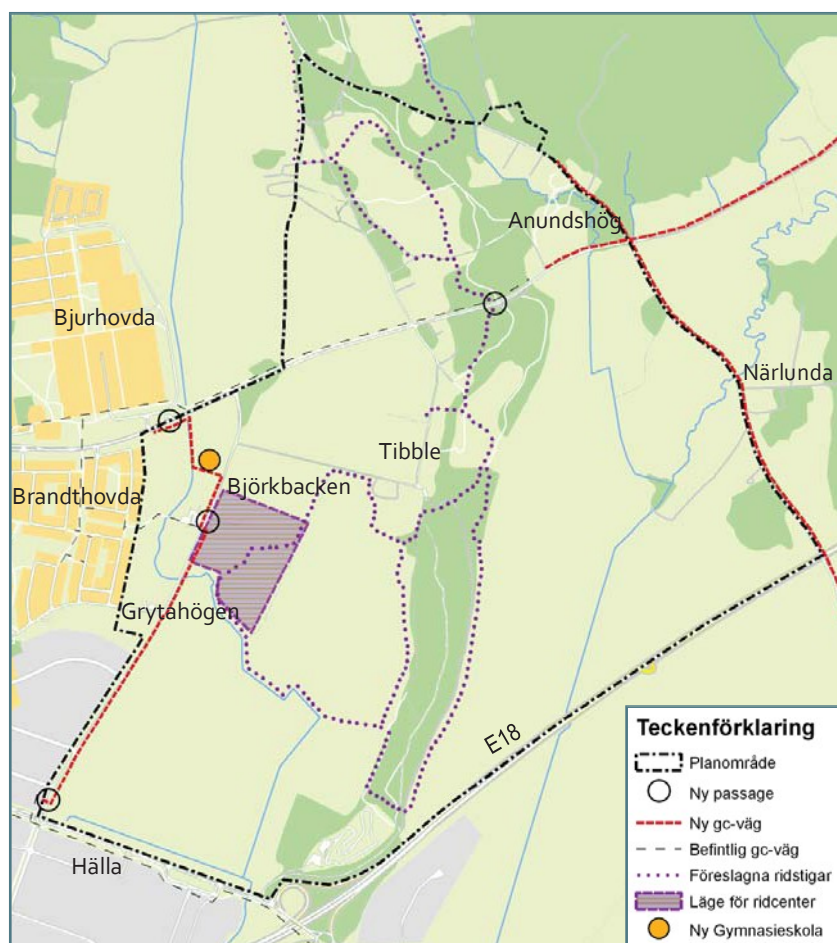 Anundshög
Bjurhovda
Närlunda
Tibble
Brandthovda
Björkbacken
Grytahögen
E18
Hälla
Teckenförklaring
Planområde
Ny passage
Ny gc-väg
Befintlig gc-väg
Föreslagna ridstigar
Läge för ridcenter
Ny Gymnasieskola